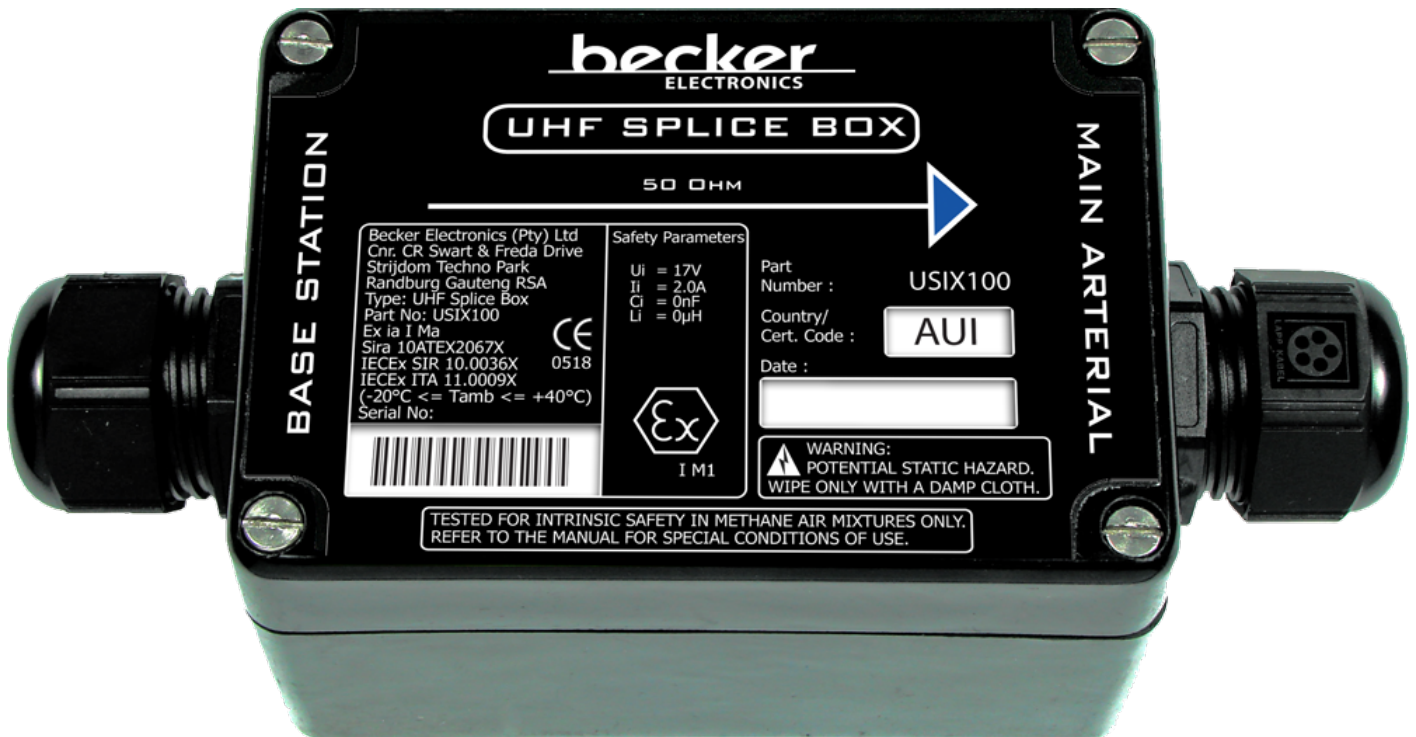 becker
ELECTRONICS
UHF SPLICE BOX
50 OHM
BASE STATION
MAIN ARTERIAL
Becker Electronics (Pty) Ltd
Cnr. CR Swart & Freda Drive
Strijdom Techno Park
Randburg Gauteng RSA
Type: UHF Splice Box
Part No: USIX100
Ex ia I Ma
Sira 10ATEX2067X
IECEx SIR 10.0036X
IECEx ITA 11.0009X
(-20°C <= Tamb <= +40°C)
Serial No:
CE
0518
Safety Parameters
Ui = 17V
Ii = 2.0A
Ci = 0nF
Li = 0µH
Ex
I M1
Part
Number : USIX100
Country/
Cert. Code : AUI
Date :
WARNING:
POTENTIAL STATIC HAZARD.
WIPE ONLY WITH A DAMP CLOTH.
TESTED FOR INTRINSIC SAFETY IN METHANE AIR MIXTURES ONLY.
REFER TO THE MANUAL FOR SPECIAL CONDITIONS OF USE.
LAPP KABEL